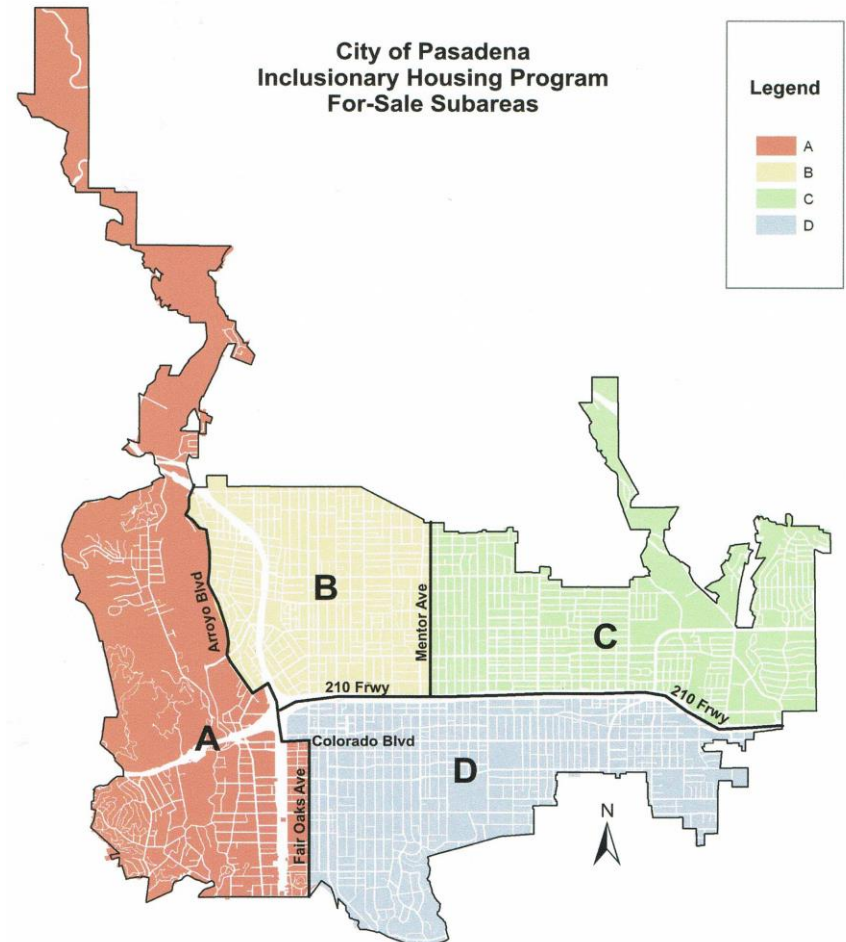 City of Pasadena
Inclusionary Housing Program
For-Sale Subareas
Legend
A
B
C
D
B
Arroyo Blvd
Mentor Ave
C
210 Frwy
210 Frwy
A
Colorado Blvd
D
Fair Oaks Ave
N